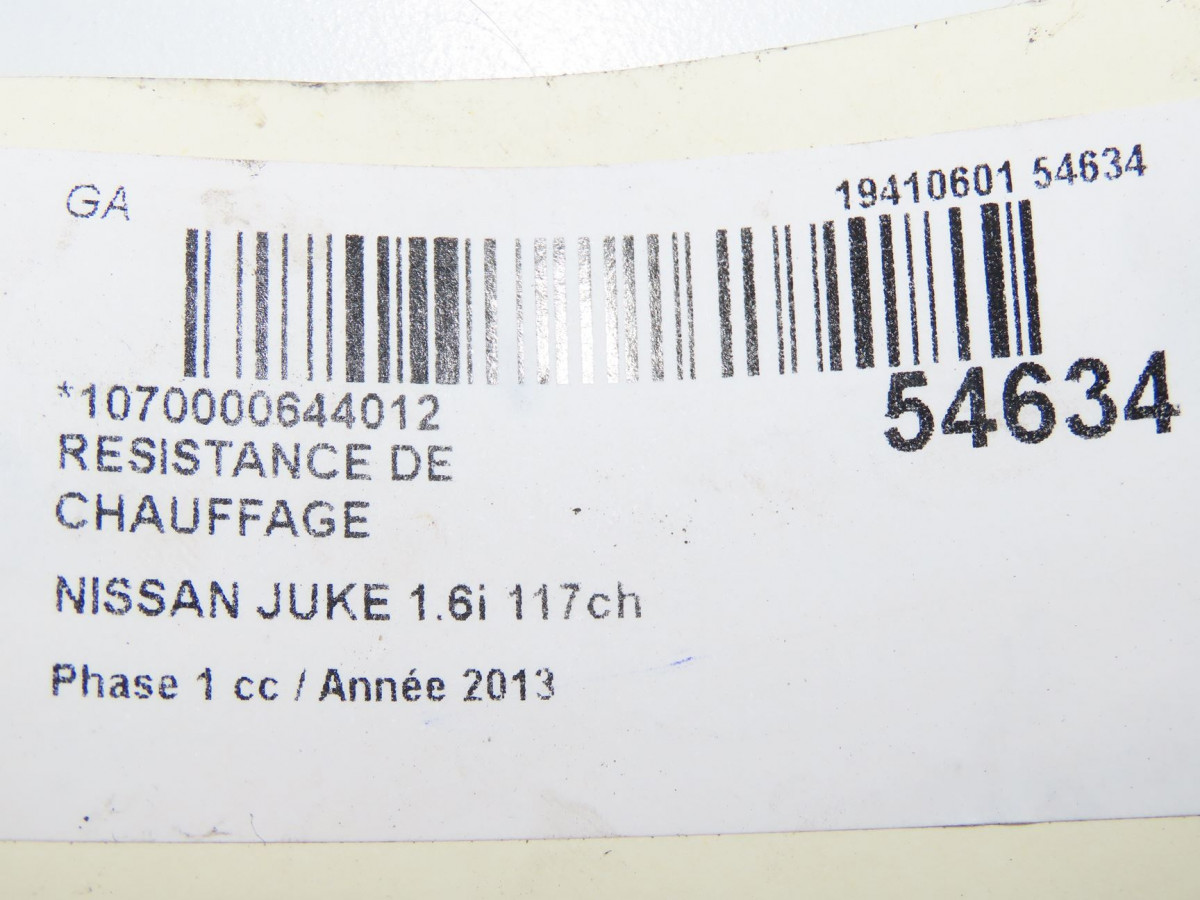 GA
19410601 54634
*1070000644012
54634
RESISTANCE DE
CHAUFFAGE
NISSAN JUKE 1.6i 117ch
Phase 1 cc / Année 2013